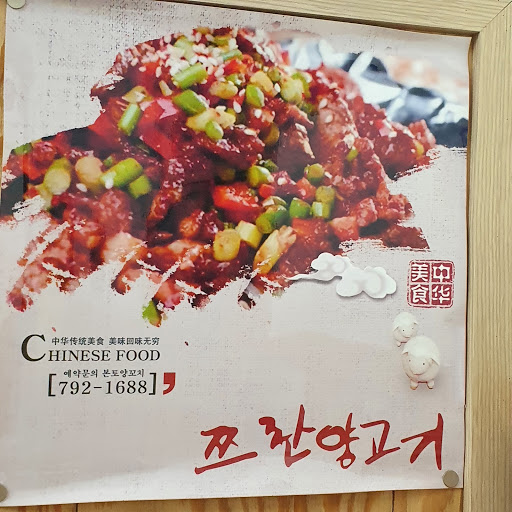 中华
美食
中华传统美食 美味回味无穷
CHINESE FOOD
예약문의 본토양꼬치
[792-1688]
쯔란양고기